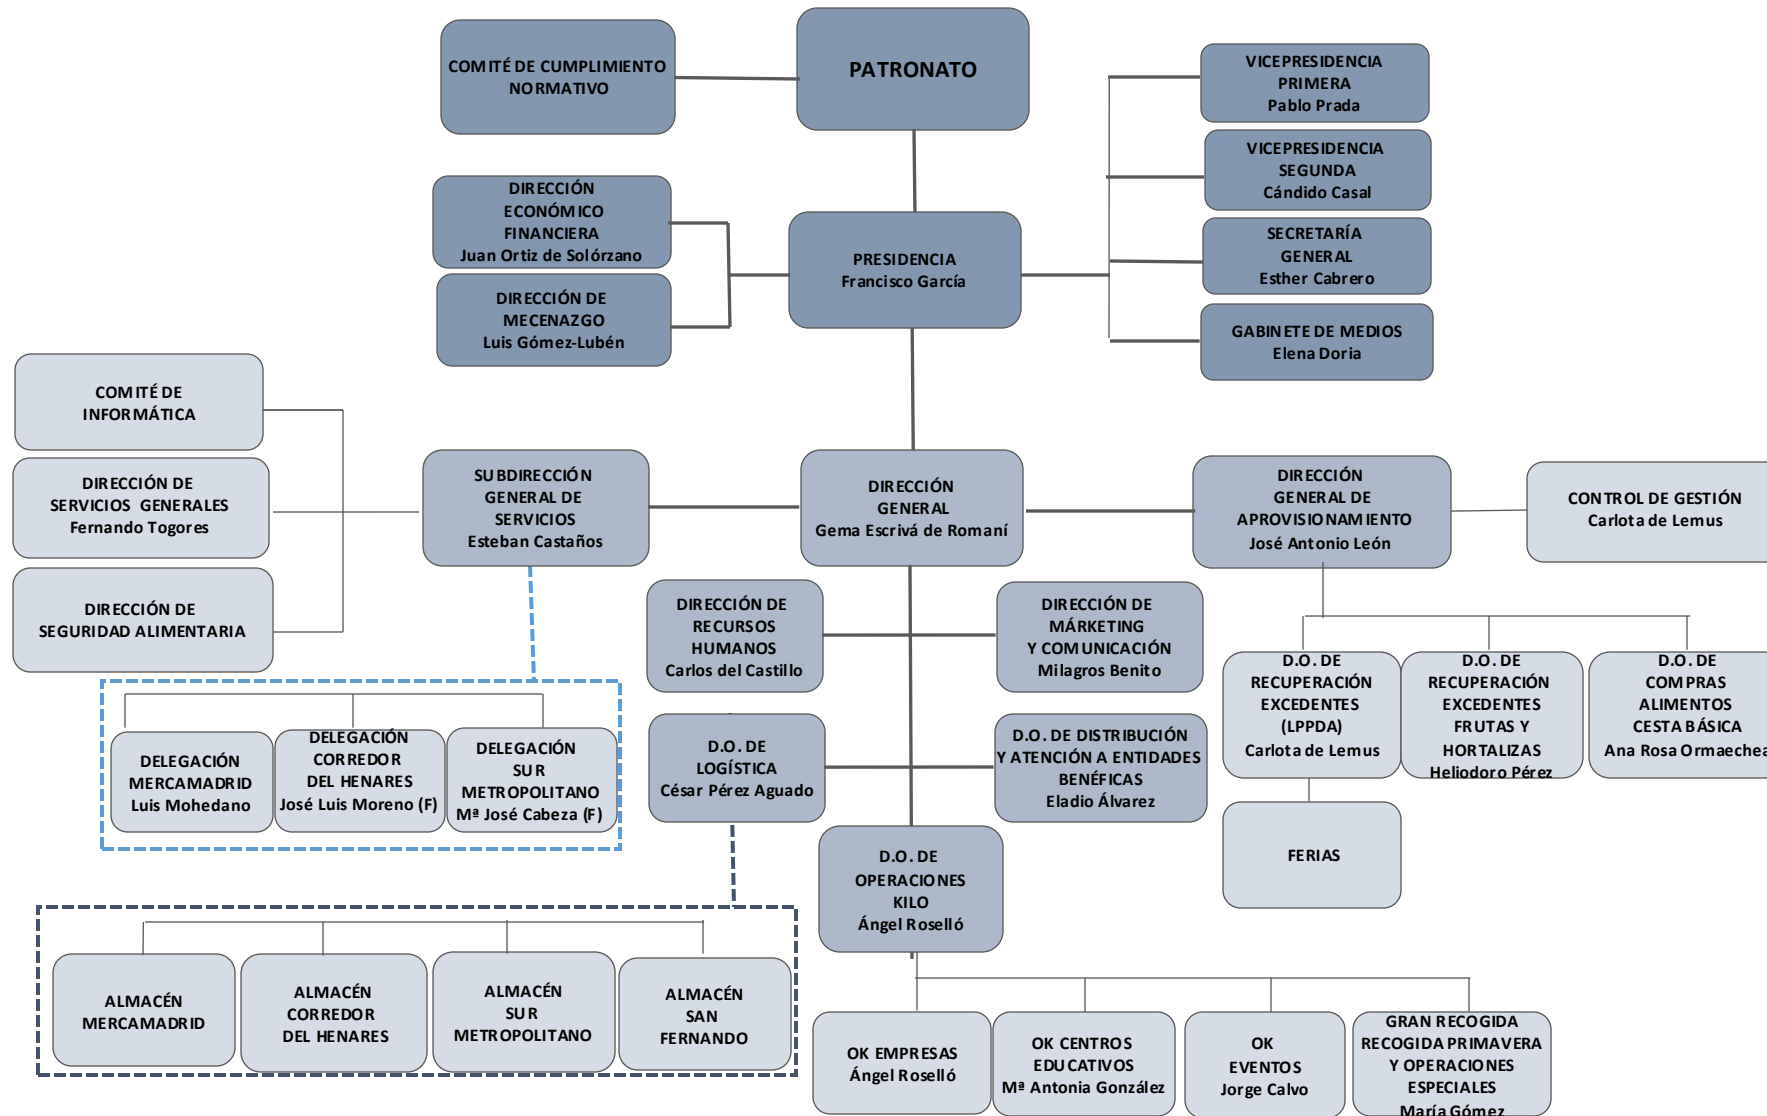 COMITÉ DE CUMPLIMIENTO
NORMATIVO
PATRONATO
VICEPRESIDENCIA
PRIMERA
Pablo Prada
VICEPRESIDENCIA
SEGUNDA
Cándido Casal
DIRECCIÓN
ECONÓMICO
FINANCIERA
Juan Ortiz de Solórzano
PRESIDENCIA
Francisco García
SECRETARÍA
GENERAL
Esther Cabrero
DIRECCIÓN DE
MECENAZGO
Luis Gómez-Lubén
GABINETE DE MEDIOS
Elena Doria
COMITÉ DE
INFORMÁTICA
DIRECCIÓN DE
SERVICIOS GENERALES
Fernando Togores
DIRECCIÓN DE
SEGURIDAD ALIMENTARIA
SUBDIRECCIÓN
GENERAL DE
SERVICIOS
Esteban Castaños
DIRECCIÓN
GENERAL
Gema Escrivá de Romaní
DIRECCIÓN
GENERAL DE
APROVISIONAMIENTO
José Antonio León
CONTROL DE GESTIÓN
Carlota de Lemus
DIRECCIÓN DE
RECURSOS
HUMANOS
Carlos del Castillo
DIRECCIÓN DE
MÁRKETING
Y COMUNICACIÓN
Milagros Benito
D.O. DE
RECUPERACIÓN
EXCEDENTES
(LPPDA)
Carlota de Lemus
D.O. DE
RECUPERACIÓN
EXCEDENTES
FRUTAS Y
HORTALIZAS
Heliodoro Pérez
D.O. DE
COMPRAS
ALIMENTOS
CESTA BÁSICA
Ana Rosa Ormaechea
DELEGACIÓN
MERCAMADRID
Luis Mohedano
DELEGACIÓN
CORREDOR
DEL HENARES
José Luis Moreno (F)
DELEGACIÓN
SUR
METROPOLITANO
Mª José Cabeza (F)
D.O. DE
LOGÍSTICA
César Pérez Aguado
D.O. DE DISTRIBUCIÓN
Y ATENCIÓN A ENTIDADES
BENÉFICAS
Eladio Álvarez
FERIAS
D.O. DE
OPERACIONES
KILO
Ángel Roselló
ALMACÉN
MERCAMADRID
ALMACÉN
CORREDOR
DEL HENARES
ALMACÉN
SUR
METROPOLITANO
ALMACÉN
SAN
FERNANDO
OK EMPRESAS
Ángel Roselló
OK CENTROS
EDUCATIVOS
Mª Antonia González
OK
EVENTOS
Jorge Calvo
GRAN RECOGIDA
RECOGIDA PRIMAVERA
Y OPERACIONES
ESPECIALES
María Gómez